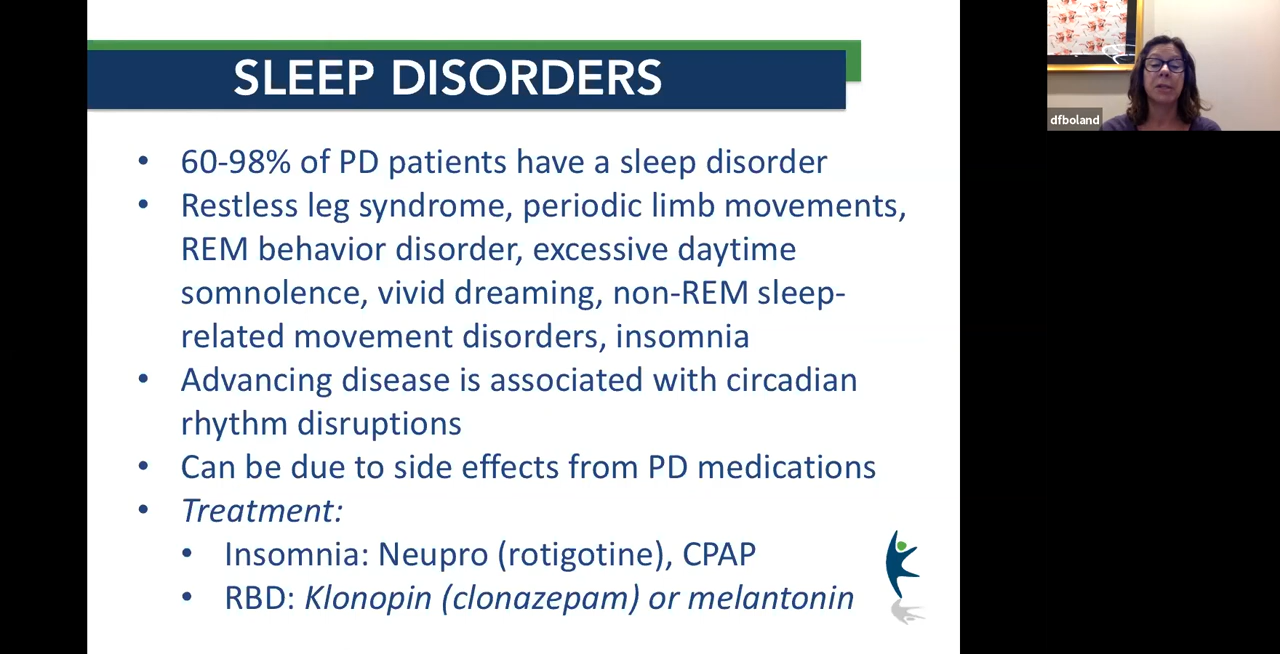 SLEEP DISORDERS
• 60-98% of PD patients have a sleep disorder
• Restless leg syndrome, periodic limb movements,
REM behavior disorder, excessive daytime
somnolence, vivid dreaming, non-REM sleep-
related movement disorders, insomnia
• Advancing disease is associated with circadian
rhythm disruptions
• Can be due to side effects from PD medications
• Treatment:
• Insomnia: Neupro (rotigotine), CPAP
• RBD: Klonopin (clonazepam) or melantonin
dfboland